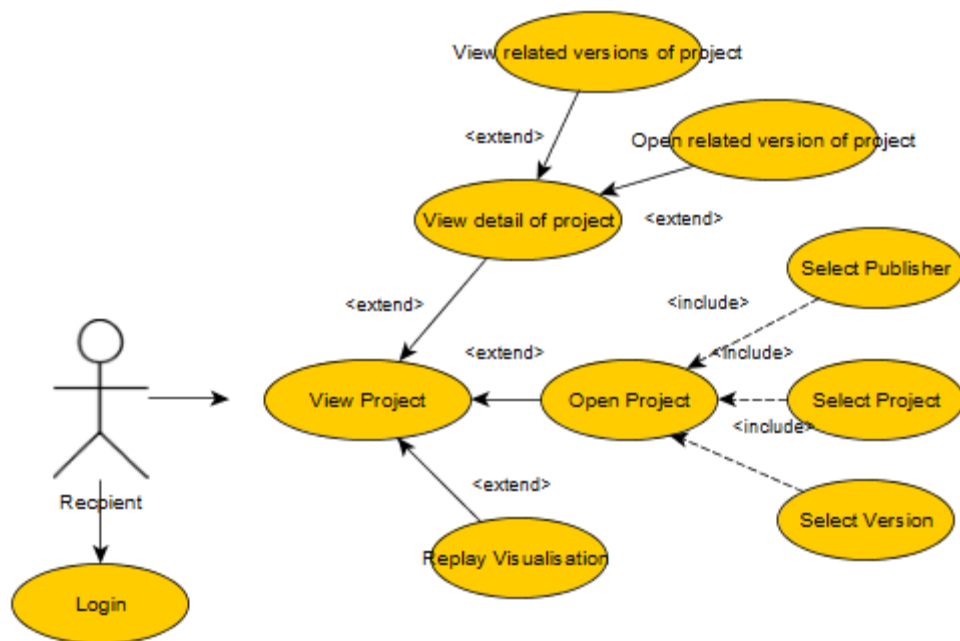 View related versions of project
<extend>
Open related version of project
View detail of project
<extend>
Select Publisher
<extend>
<include>
<extend>
<include>
View Project
Open Project
Select Project
<include>
<extend>
Recpient
Select Version
Replay Visualisation
Login